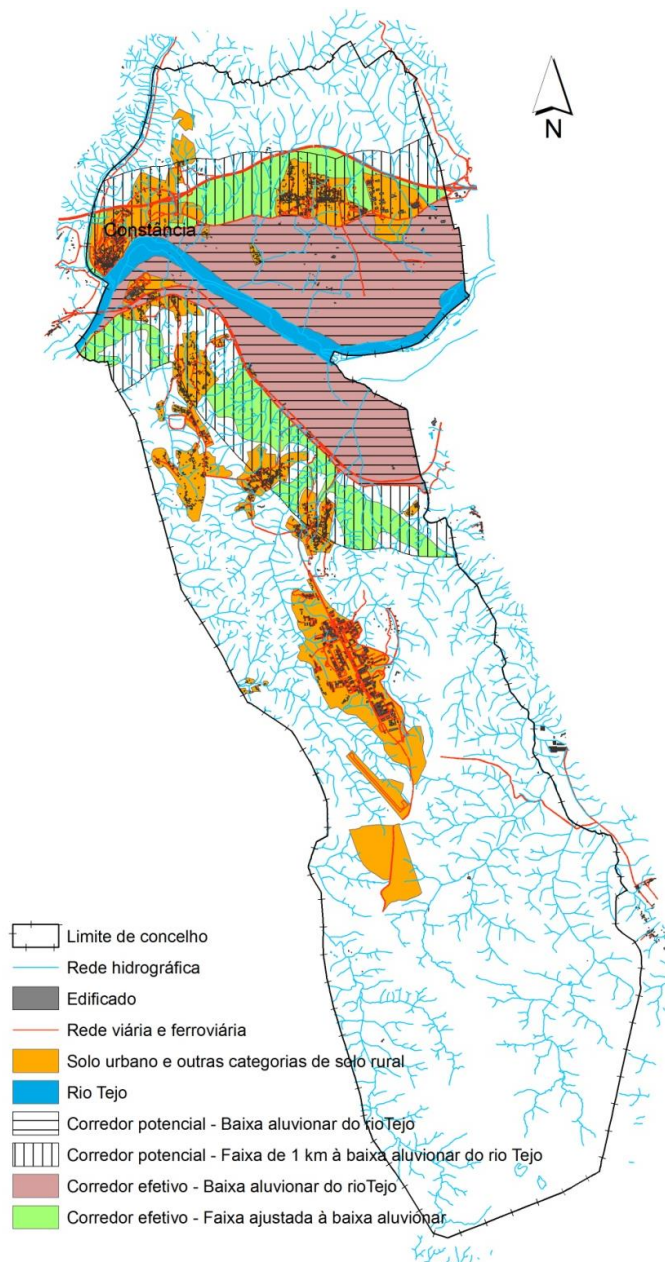 N
Constância
Limite de concelho
Rede hidrográfica
Edificado
Rede viária e ferroviária
Solo urbano e outras categorias de solo rural
Rio Tejo
Corredor potencial - Baixa aluvionar do rioTejo
Corredor potencial - Faixa de 1 km à baixa aluvionar do rio Tejo
Corredor efetivo - Baixa aluvionar do rioTejo
Corredor efetivo - Faixa ajustada à baixa aluvionar